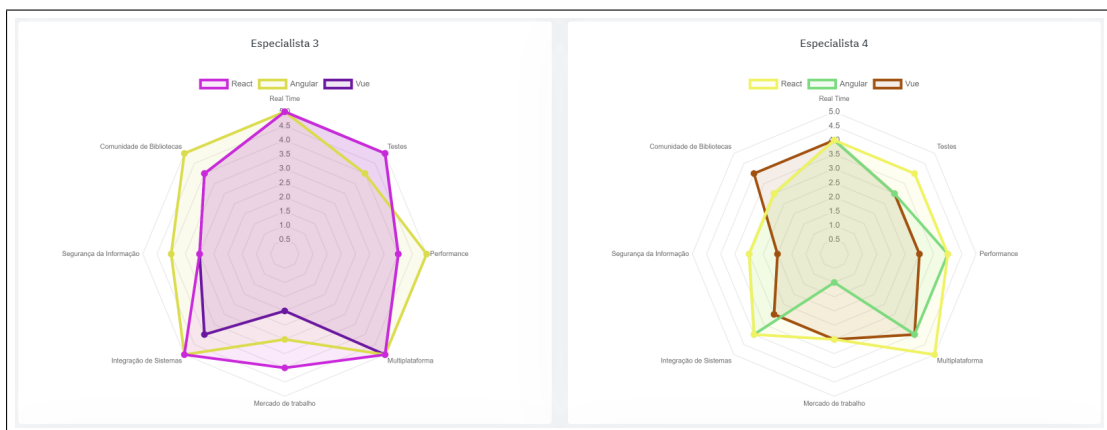 Especialista 3
React Angular Vue
Real Time
5.0
4.5
4.0
3.5
3.0
2.5
2.0
1.5
1.0
0.5
Testes
Performance
Multiplataforma
Mercado de trabalho
Integração de Sistemas
Segurança da Informação
Comunidade de Bibliotecas
Especialista 4
React Angular Vue
Real Time
5.0
4.5
4.0
3.5
3.0
2.5
2.0
1.5
1.0
0.5
Testes
Performance
Multiplataforma
Mercado de trabalho
Integração de Sistemas
Segurança da Informação
Comunidade de Bibliotecas